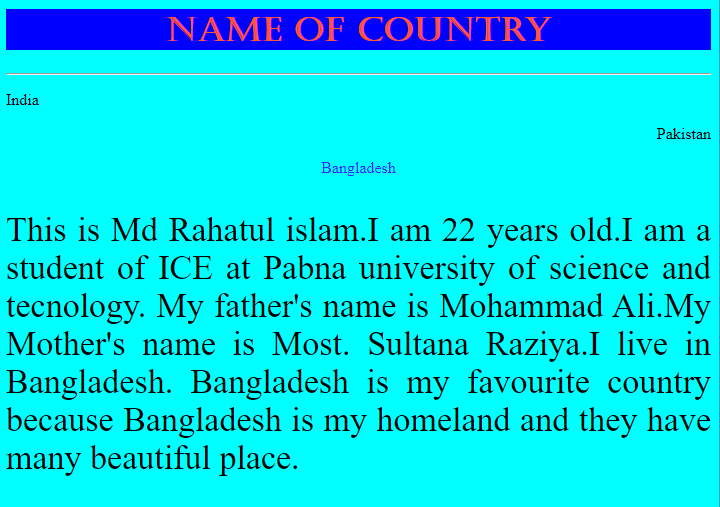 NAME OF COUNTRY
India
Pakistan
Bangladesh
This is Md Rahatul islam.I am 22 years old.I am a
student of ICE at Pabna university of science and
tecnology. My father's name is Mohammad Ali.My
Mother's name is Most. Sultana Raziya.I live in
Bangladesh. Bangladesh is my favourite country
because Bangladesh is my homeland and they have
many beautiful place.